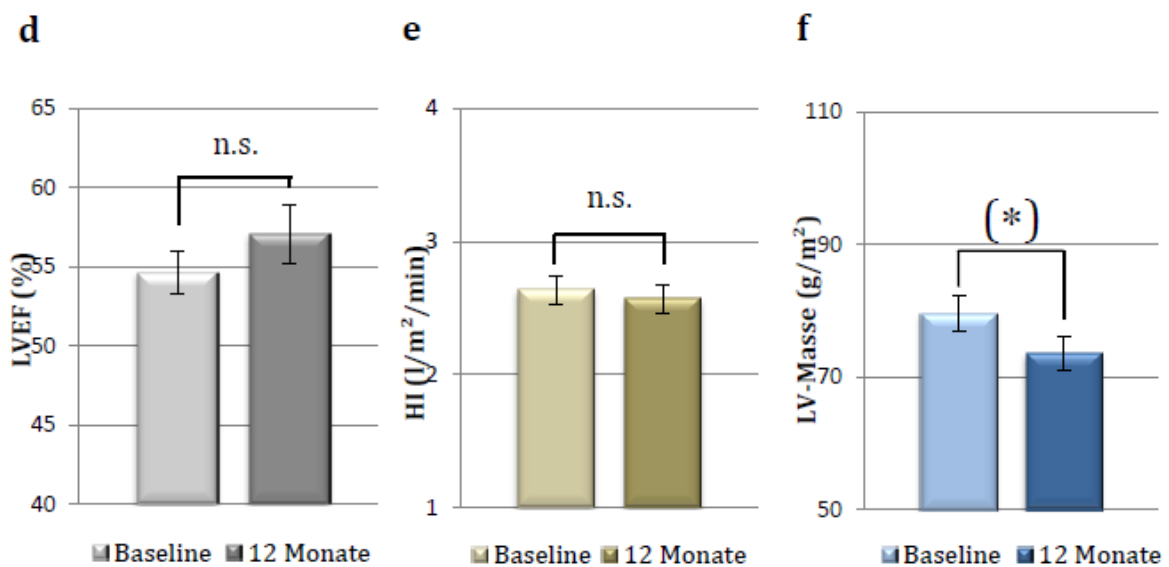 d
LVEF (%)
65
60
55
50
45
40
n.s.
Baseline 12 Monate
e
HI (l/m²/min)
4
3
2
1
n.s.
Baseline 12 Monate
f
LV-Masse (g/m²)
110
90
70
50
(*)
Baseline 12 Monate